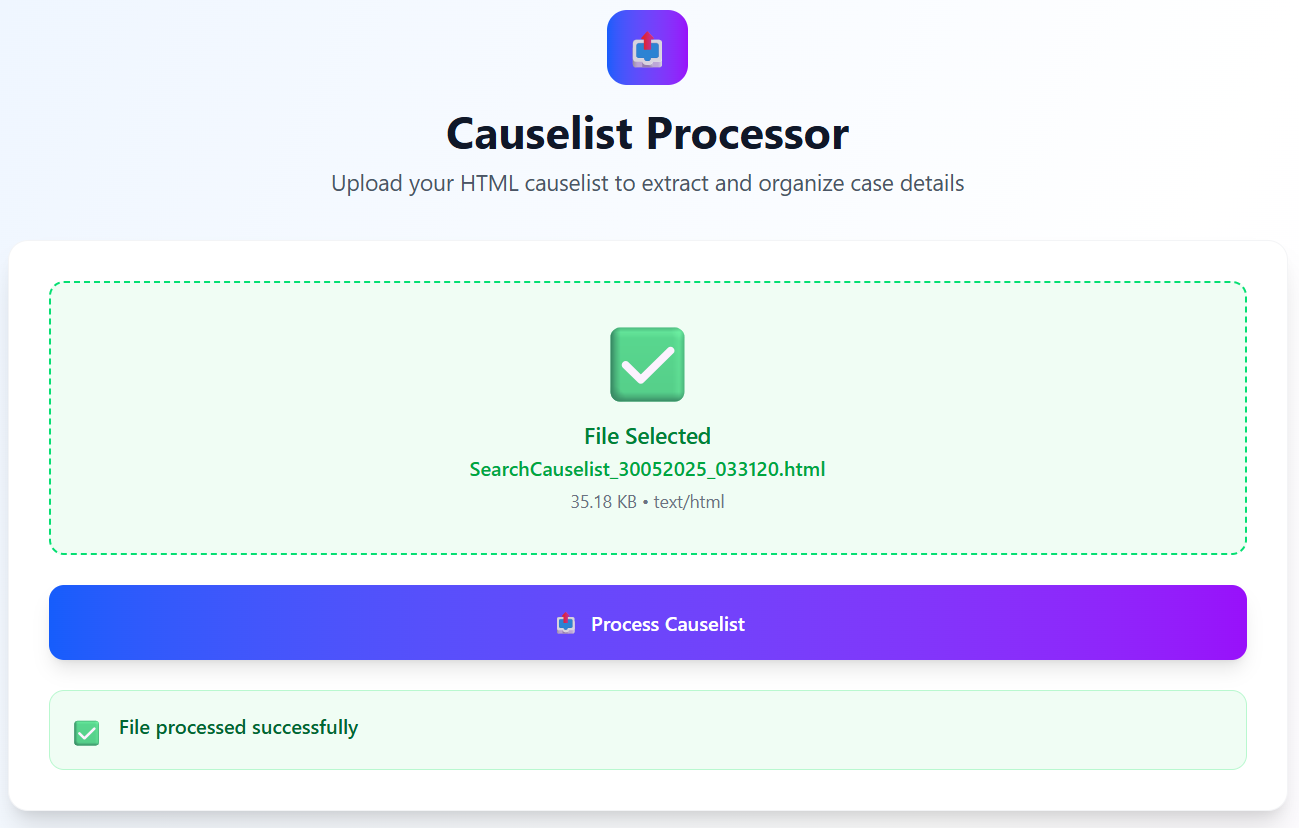 Causelist Processor
Upload your HTML causelist to extract and organize case details
File Selected
SearchCauselist_30052025_033120.html
35.18 KB • text/html
Process Causelist
File processed successfully